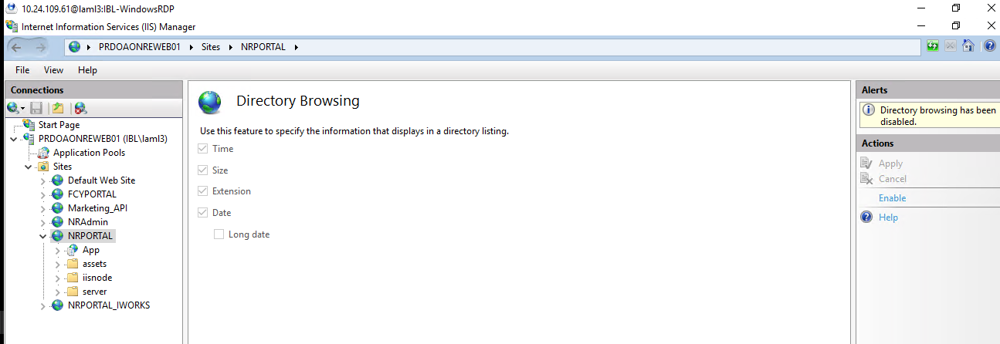 10.24.109.61@IamI3:IBL-WindowsRDP
Internet Information Services (IIS) Manager
PRDOAONREWEB01 Sites NRPORTAL
File View Help
Connections
Start Page
PRDOAONREWEB01 (IBL\IamI3)
Application Pools
Sites
Default Web Site
FCYPORTAL
Marketing_API
NRAdmin
NRPORTAL
App
assets
iisnode
server
NRPORTAL_IWORKS
Directory Browsing
Use this feature to specify the information that displays in a directory listing.
Time
Size
Extension
Date
Long date
Alerts
Directory browsing has been
disabled.
Actions
Apply
Cancel
Enable
Help